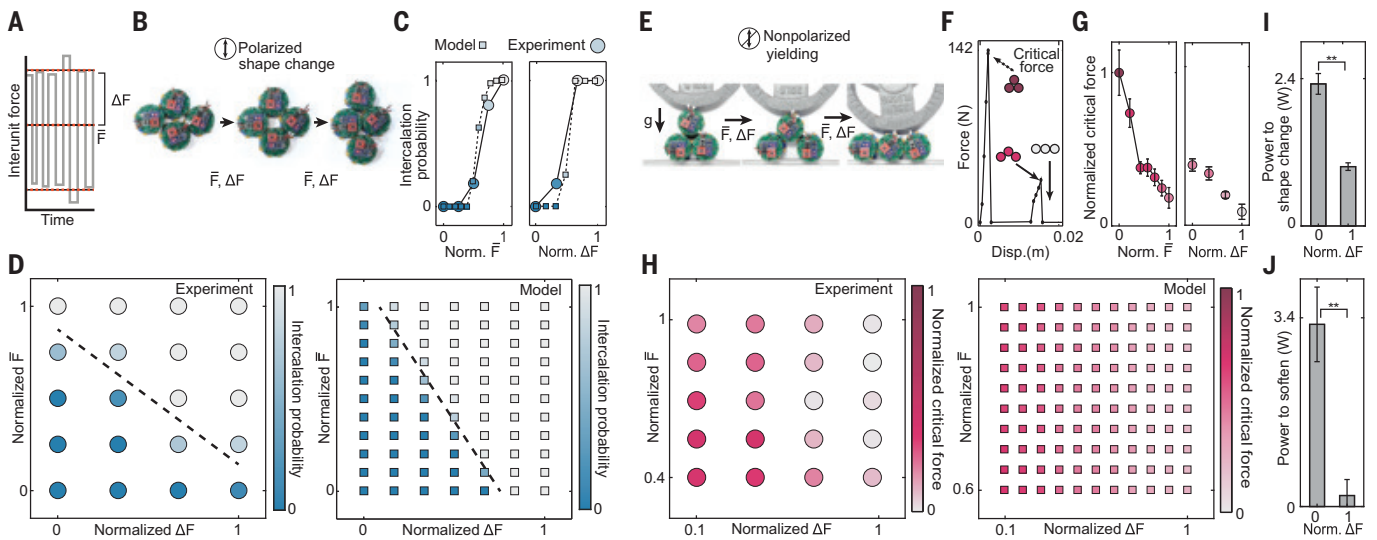 A
Interunit force
ΔF
F̅
Time
B
Polarized
shape change
F̅, ΔF
F̅, ΔF
C
Model
Experiment
Intercalation
probability
1
0
0
1
Norm. F̅
0
1
Norm. ΔF
D
Experiment
Normalized F̅
1
0
0
1
Normalized ΔF
1
0
Intercalation probability
Model
Normalized F̅
1
0
0
1
Normalized ΔF
1
0
Intercalation probability
E
Nonpolarized
yielding
g
F̅, ΔF
F̅, ΔF
F
142
Force (N)
0
Critical
force
0
0.02
Disp.(m)
G
Normalized critical force
1
0
0
1
Norm. F̅
0
1
Norm. ΔF
H
Experiment
Normalized F̅
1
0.4
0.1
1
Normalized ΔF
1
0
Normalized critical force
Model
Normalized F̅
1
0.6
0.1
1
Normalized ΔF
1
0
Normalized critical force
I
Power to
shape change (W)
2.4
0
**
0
1
Norm. ΔF
J
Power to soften (W)
3.4
0
**
0
1
Norm. ΔF